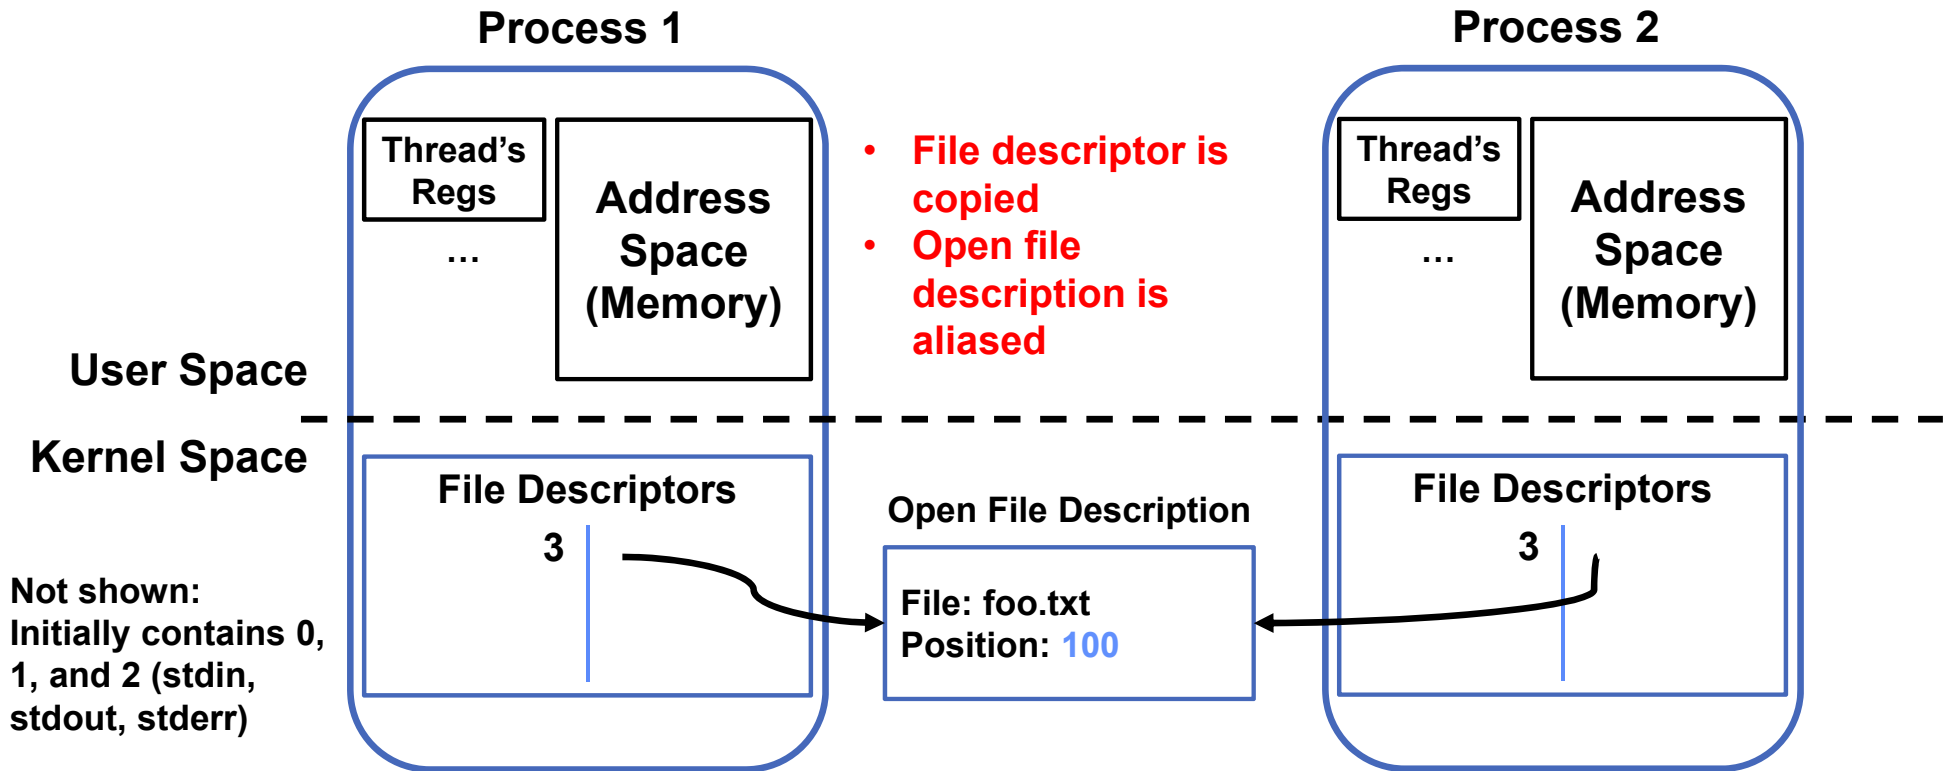 Process 1
Thread’s
Regs
…
Address
Space
(Memory)
• File descriptor is
copied
• Open file
description is
aliased
Process 2
Thread’s
Regs
…
Address
Space
(Memory)
User Space
Kernel Space
Not shown:
Initially contains 0,
1, and 2 (stdin,
stdout, stderr)
File Descriptors
3
Open File Description
File: foo.txt
Position: 100
File Descriptors
3